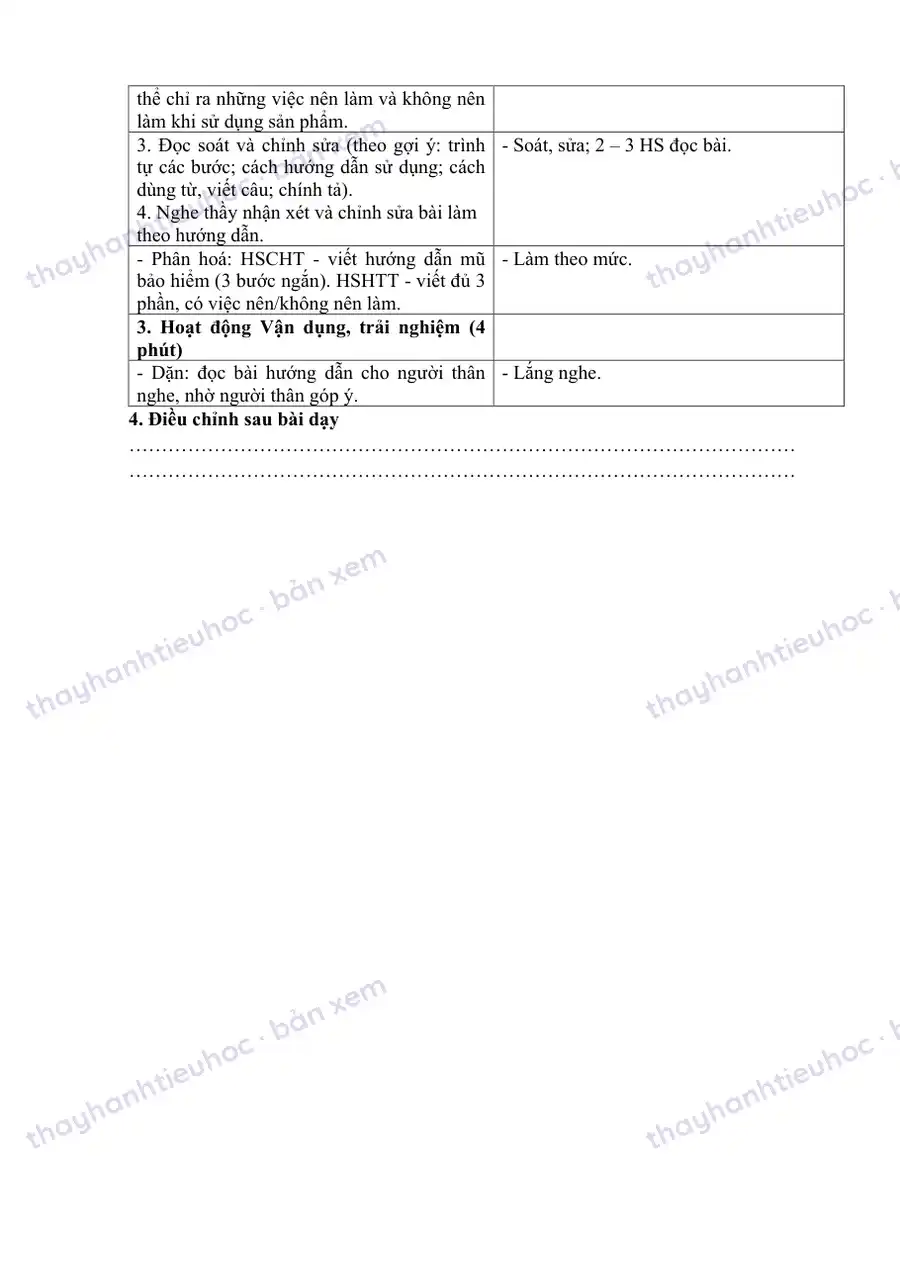 thể chỉ ra những việc nên làm và không nên
làm khi sử dụng sản phẩm.
3. Đọc soát và chỉnh sửa (theo gợi ý: trình
tự các bước; cách hướng dẫn sử dụng; cách
dùng từ, viết câu; chính tả).
4. Nghe thầy nhận xét và chỉnh sửa bài làm
theo hướng dẫn.
- Soát, sửa; 2 – 3 HS đọc bài.
- Phân hoá: HSCHT - viết hướng dẫn mũ
bảo hiểm (3 bước ngắn). HSHTT - viết đủ 3
phần, có việc nên/không nên làm.
- Làm theo mức.
3. Hoạt động Vận dụng, trải nghiệm (4
phút)
- Dặn: đọc bài hướng dẫn cho người thân
nghe, nhờ người thân góp ý.
- Lắng nghe.
4. Điều chỉnh sau bài dạy
……………………………………………………………………………………
……………………………………………………………………………………
thayhanhtieuhoc · bản xem
thayhanhtieuhoc · b
thayhanhtieuhoc · bản xem
thayhanhtieuhoc · b
thayhanhtieuhoc · bản xem
thayhanhtieuhoc · b